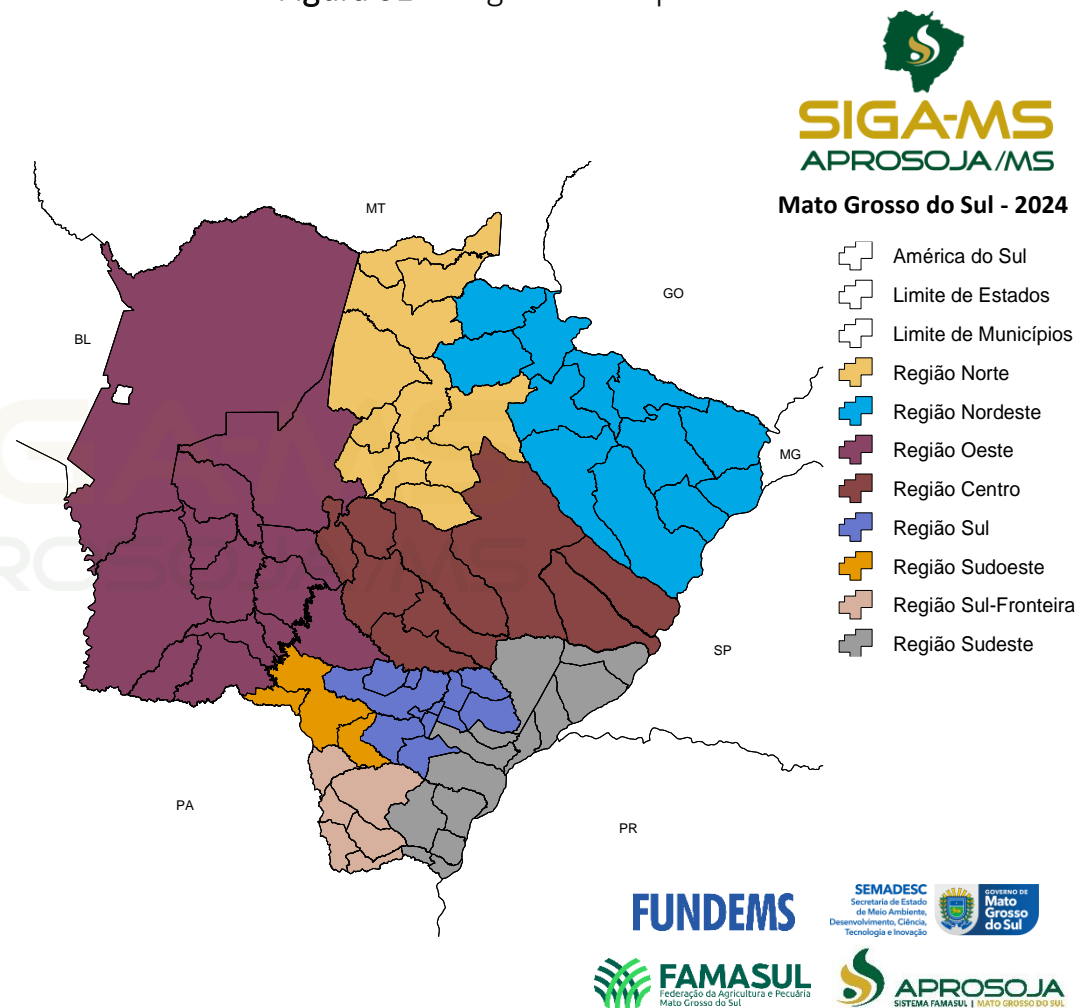 SIGA-MS
APROSOJA/MS
Mato Grosso do Sul - 2024
América do Sul
Limite de Estados
Limite de Municípios
Região Norte
Região Nordeste
Região Oeste
Região Centro
Região Sul
Região Sudoeste
Região Sul-Fronteira
Região Sudeste
MT
GO
BL
MG
SP
PA
PR
FUNDEMS
SEMADESC
Secretaria de Estado
de Meio Ambiente,
Desenvolvimento, Ciência,
Tecnologia e Inovação
GOVERNO DE
Mato
Grosso
do Sul
FAMASUL
Federação da Agricultura e Pecuária
Mato Grosso do Sul
APROSOJA
SISTEMA FAMASUL | MATO GROSSO DO SUL